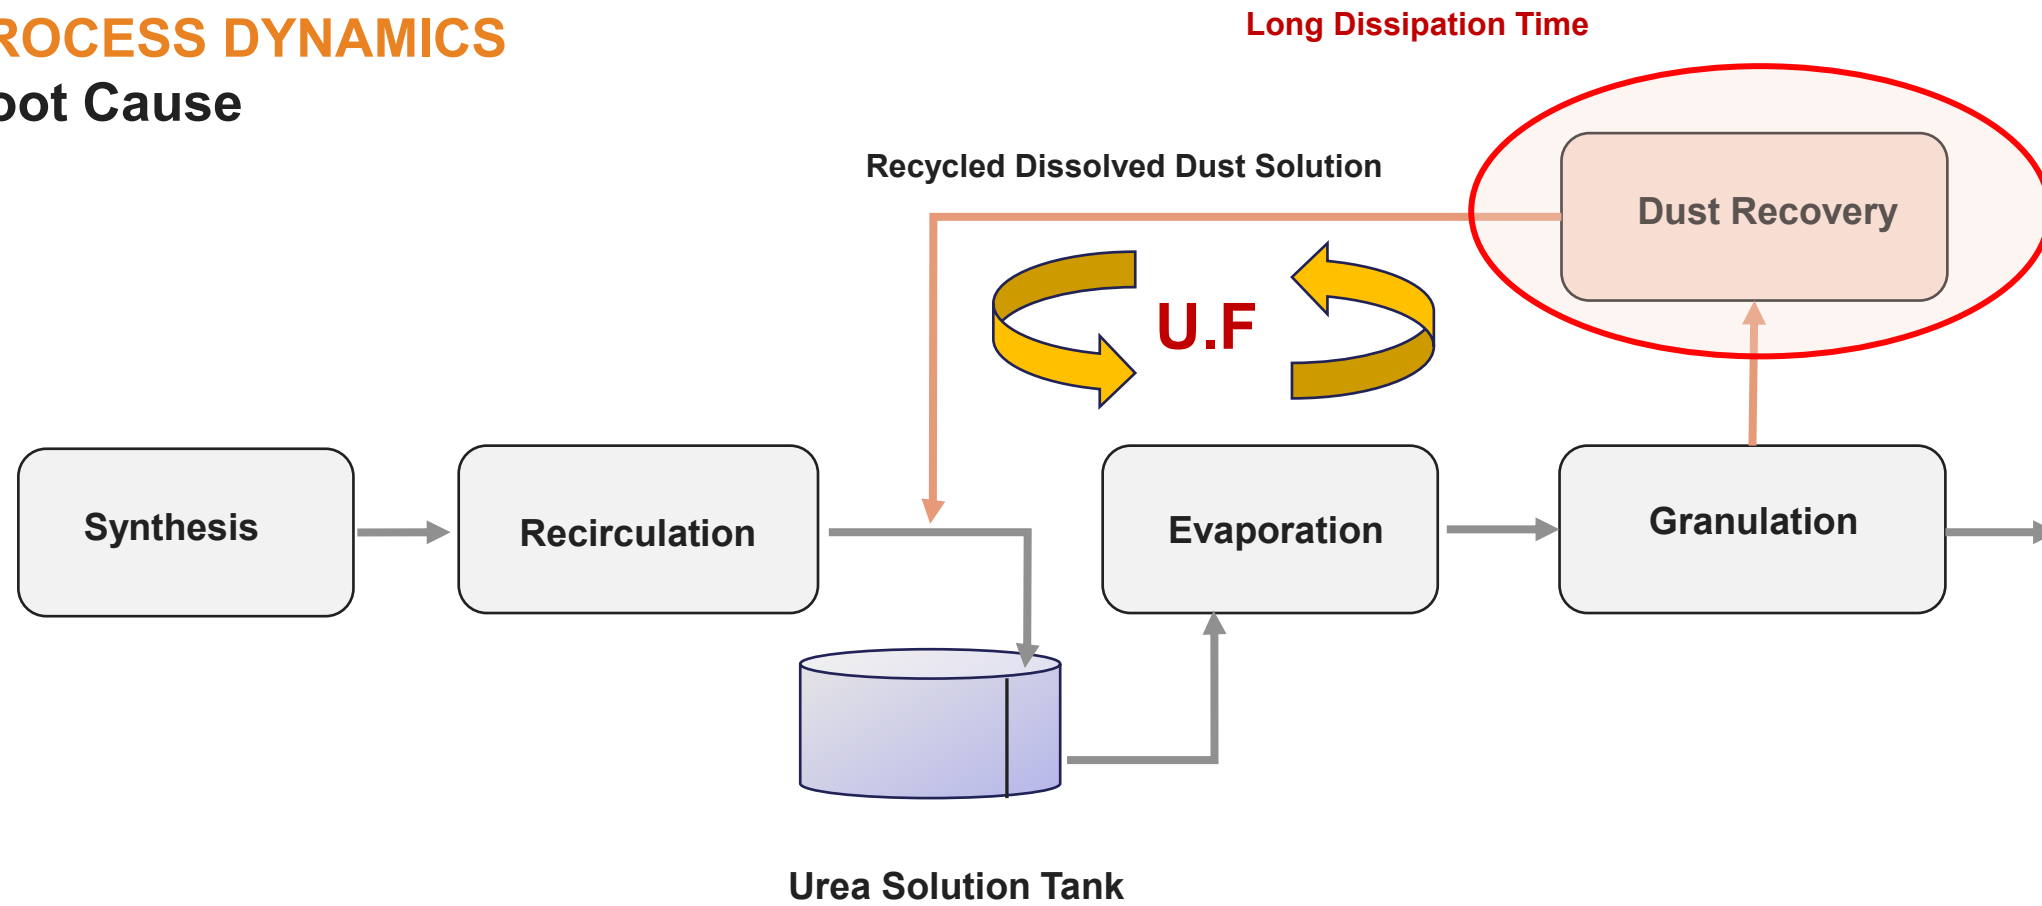 ROCESS DYNAMICS
oot Cause
Long Dissipation Time
Recycled Dissolved Dust Solution
Dust Recovery
U.F
Synthesis
Recirculation
Evaporation
Granulation
Urea Solution Tank